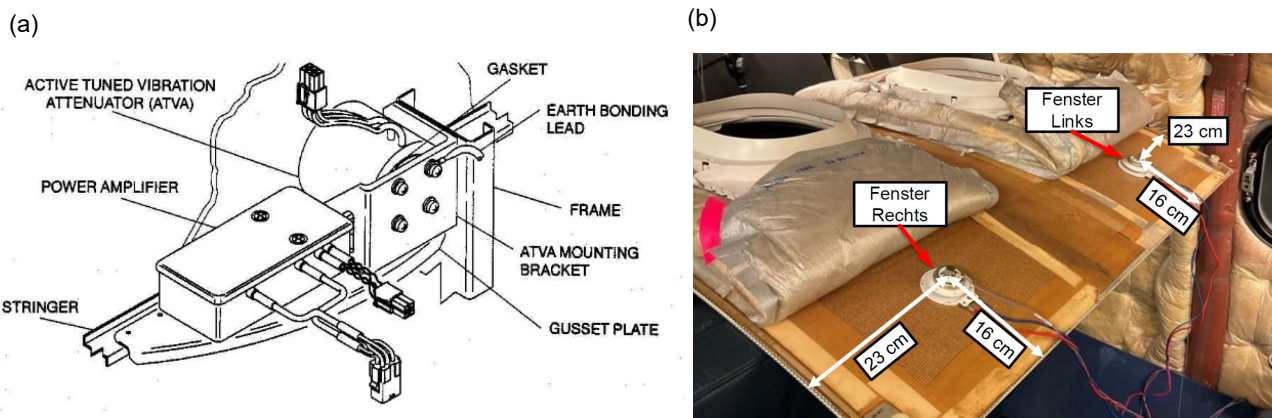 (a)
(b)
ACTIVE TUNED VIBRATION
ATTENUATOR (ATVA)
POWER AMPLIFIER
STRINGER
GASKET
EARTH BONDING
LEAD
FRAME
ATVA MOUNTING
BRACKET
GUSSET PLATE
Fenster
Links
23 cm
16 cm
Fenster
Rechts
23 cm
16 cm